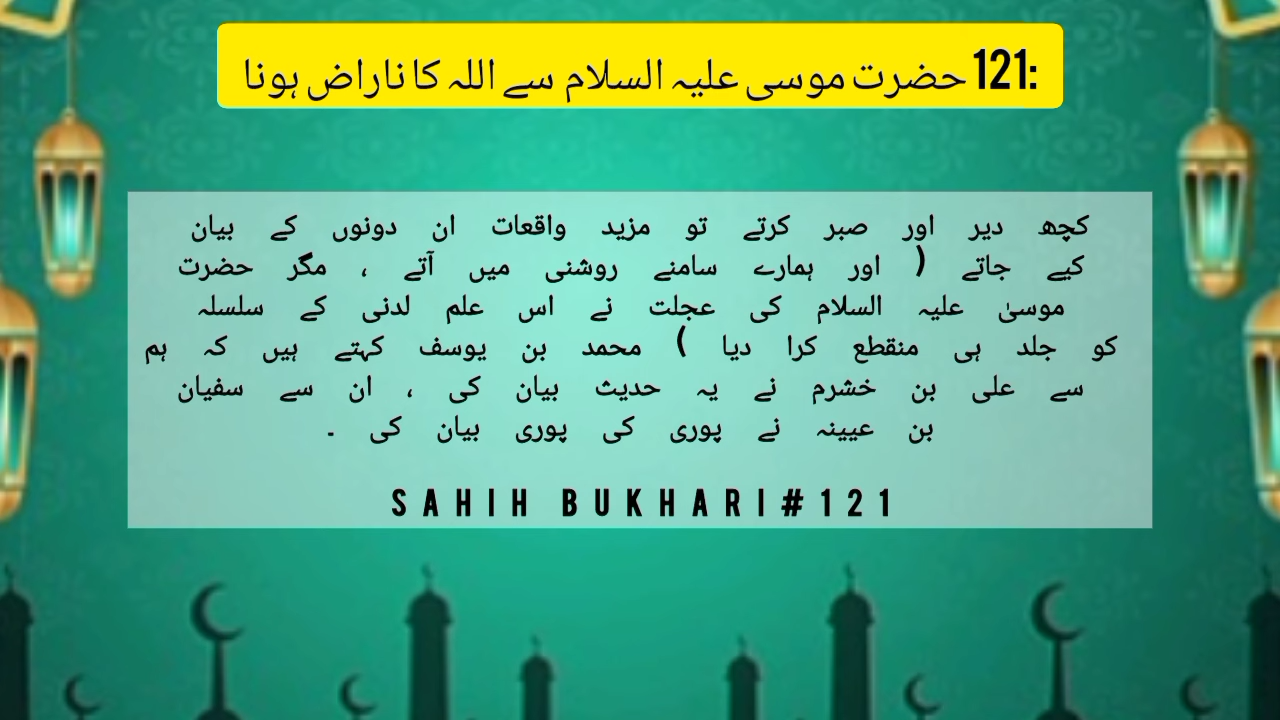 121: حضرت موسی علیہ السلام سے اللہ کا ناراض ہونا
کچھ دیر اور صبر کرتے تو مزید واقعات ان دونوں کے بیان
کیے جاتے ( اور ہمارے سامنے روشنی میں آتے ، مگر حضرت
موسیٰ علیہ السلام کی عجلت نے اس علم لدنی کے سلسلہ
کو جلد ہی منقطع کرا دیا ) محمد بن یوسف کہتے ہیں کہ ہم
سے علی بن خشرم نے یہ حدیث بیان کی ، ان سے سفیان
بن عیینہ نے پوری کی پوری بیان کی ۔
SAHIH BUKHARI#121